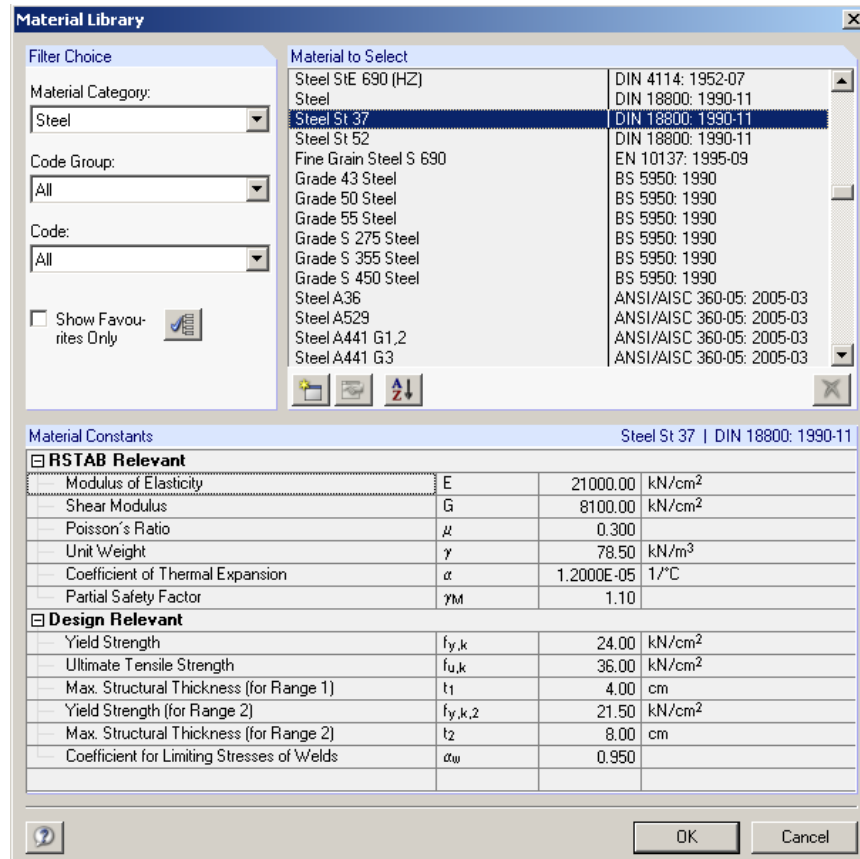 Material Library
Filter Choice
Material Category:
Steel
Code Group:
All
Code:
All
Show Favou-
rites Only
Material to Select
Steel StE 690 (HZ) DIN 4114: 1952-07
Steel DIN 18800: 1990-11
Steel St 37 DIN 18800: 1990-11
Steel St 52 DIN 18800: 1990-11
Fine Grain Steel S 690 EN 10137: 1995-09
Grade 43 Steel BS 5950: 1990
Grade 50 Steel BS 5950: 1990
Grade 55 Steel BS 5950: 1990
Grade S 275 Steel BS 5950: 1990
Grade S 355 Steel BS 5950: 1990
Grade S 450 Steel BS 5950: 1990
Steel A36 ANSI/AISC 360-05: 2005-03
Steel A529 ANSI/AISC 360-05: 2005-03
Steel A441 G1,2 ANSI/AISC 360-05: 2005-03
Steel A441 G3 ANSI/AISC 360-05: 2005-03
Material Constants Steel St 37 | DIN 18800: 1990-11
RSTAB Relevant
Modulus of Elasticity E 21000.00 kN/cm²
Shear Modulus G 8100.00 kN/cm²
Poisson´s Ratio μ 0.300
Unit Weight γ 78.50 kN/m³
Coefficient of Thermal Expansion α 1.2000E-05 1/°C
Partial Safety Factor γM 1.10
Design Relevant
Yield Strength fy,k 24.00 kN/cm²
Ultimate Tensile Strength fu,k 36.00 kN/cm²
Max. Structural Thickness (for Range 1) t1 4.00 cm
Yield Strength (for Range 2) fy,k,2 21.50 kN/cm²
Max. Structural Thickness (for Range 2) t2 8.00 cm
Coefficient for Limiting Stresses of Welds αw 0.950
OK Cancel